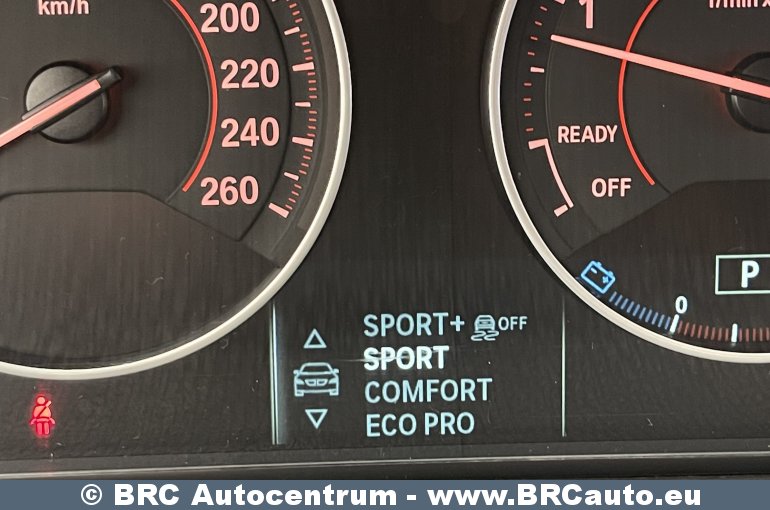 km/h
200
220
240
260
1
1/min x
READY
OFF
P
0
SPORT+ OFF
SPORT
COMFORT
ECO PRO
© BRC Autocentrum - www.BRCauto.eu